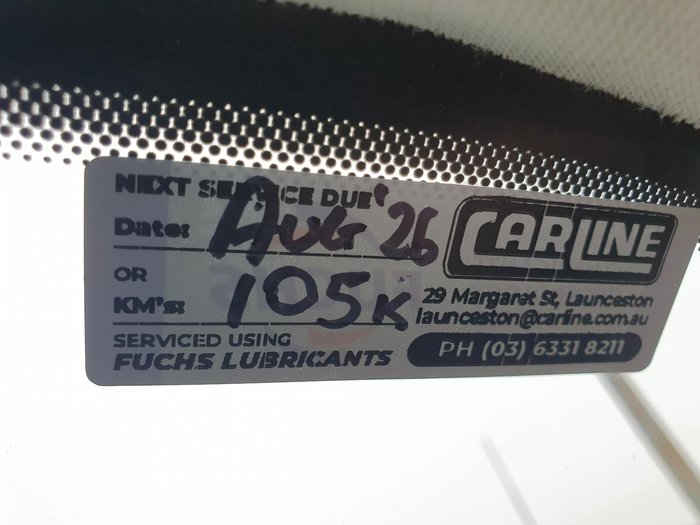 NEXT SERVICE DUE
Date: Aug 26
OR
KM's: 105K
SERVICED USING
FUCHS LUBRICANTS
CARLINE
29 Margaret St, Launceston
launceston@carline.com.au
PH (03) 6331 8211